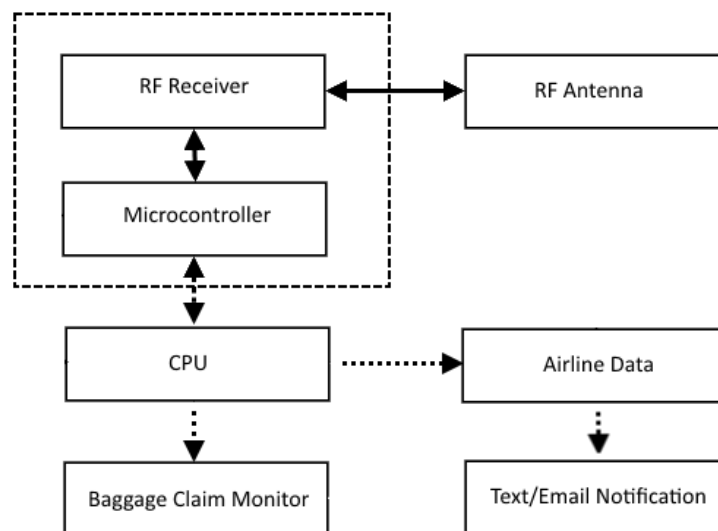 RF Receiver
RF Antenna
Microcontroller
CPU
Airline Data
Baggage Claim Monitor
Text/Email Notification